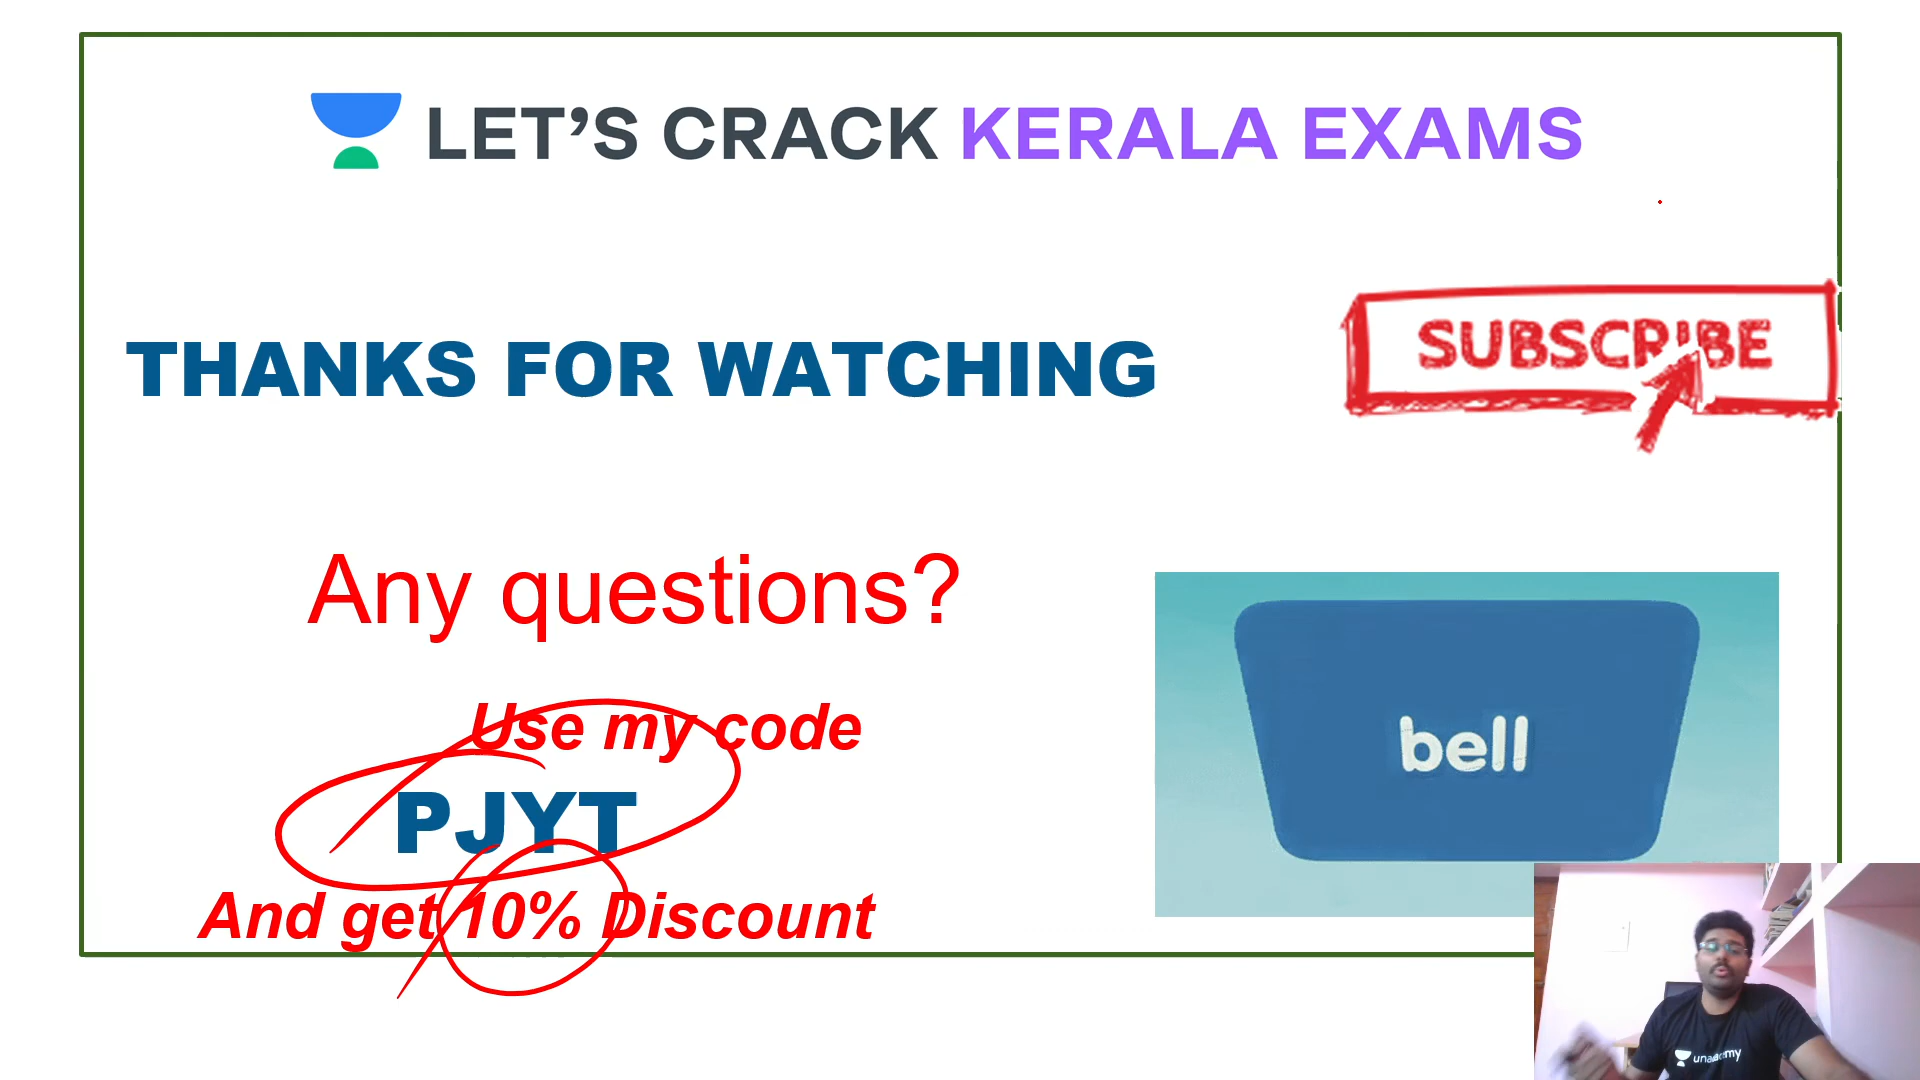 LET'S CRACK KERALA EXAMS
THANKS FOR WATCHING
SUBSCRIBE
Any questions?
Use my code
PJYT
And get 10% Discount
bell
unacademy